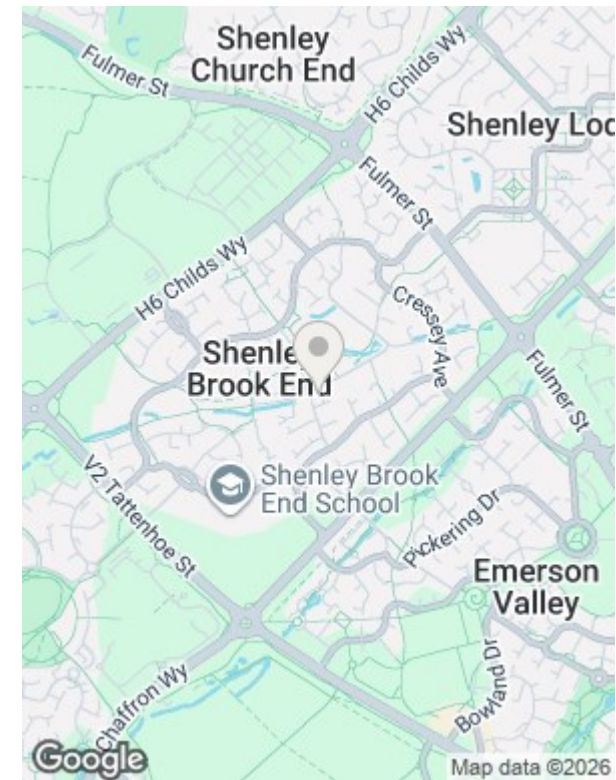 Shenley
Church End
Fulmer St
H6 Childs Wy
Shenley Lod
Fulmer St
H6 Childs Wy
Cressey Ave
Shenley
Brook End
Fulmer St
V2 Tattenhoe St
Shenley Brook
End School
Pickering Dr
Emerson
Valley
Bowland Dr
Chaffron Wy
Google
Map data ©2026